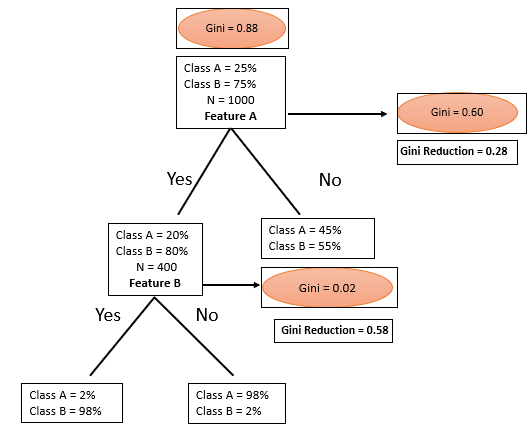 Gini = 0.88
Class A = 25%
Class B = 75%
N = 1000
Feature A
Gini = 0.60
Gini Reduction = 0.28
Yes
No
Class A = 20%
Class B = 80%
N = 400
Feature B
Class A = 45%
Class B = 55%
Gini = 0.02
Gini Reduction = 0.58
Yes
No
Class A = 2%
Class B = 98%
Class A = 98%
Class B = 2%